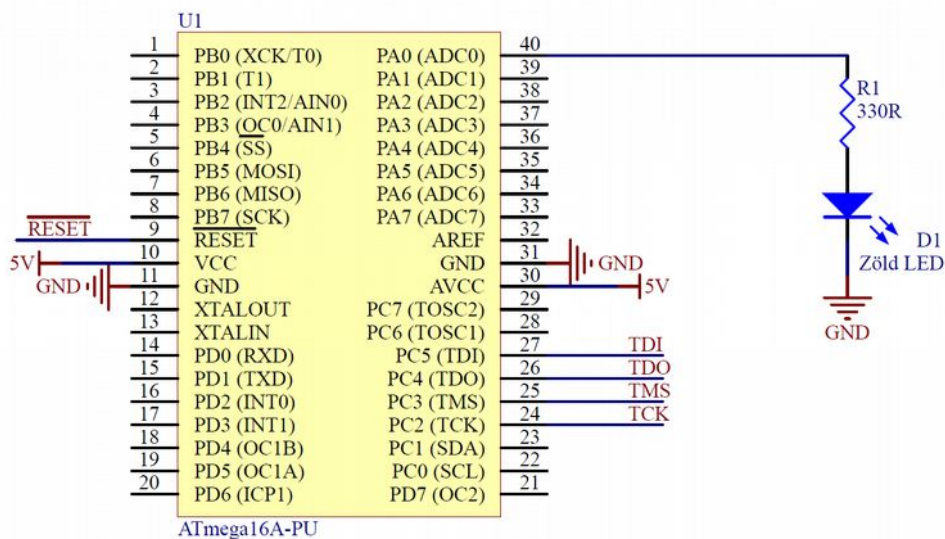 U1
1 PB0 (XCK/T0) PA0 (ADC0) 40
2 PB1 (T1) PA1 (ADC1) 39
3 PB2 (INT2/AIN0) PA2 (ADC2) 38
4 PB3 (OC0/AIN1) PA3 (ADC3) 37
5 PB4 (SS) PA4 (ADC4) 36
6 PB5 (MOSI) PA5 (ADC5) 35
7 PB6 (MISO) PA6 (ADC6) 34
8 PB7 (SCK) PA7 (ADC7) 33
RESET 9 RESET AREF 32
5V 10 VCC GND 31 GND
GND 11 GND AVCC 30 5V
12 XTALOUT PC7 (TOSC2) 29
13 XTALIN PC6 (TOSC1) 28
14 PD0 (RXD) PC5 (TDI) 27 TDI
15 PD1 (TXD) PC4 (TDO) 26 TDO
16 PD2 (INT0) PC3 (TMS) 25 TMS
17 PD3 (INT1) PC2 (TCK) 24 TCK
18 PD4 (OC1B) PC1 (SDA) 23
19 PD5 (OC1A) PC0 (SCL) 22
20 PD6 (ICP1) PD7 (OC2) 21
ATmega16A-PU
R1
330R
D1
Zöld LED
GND